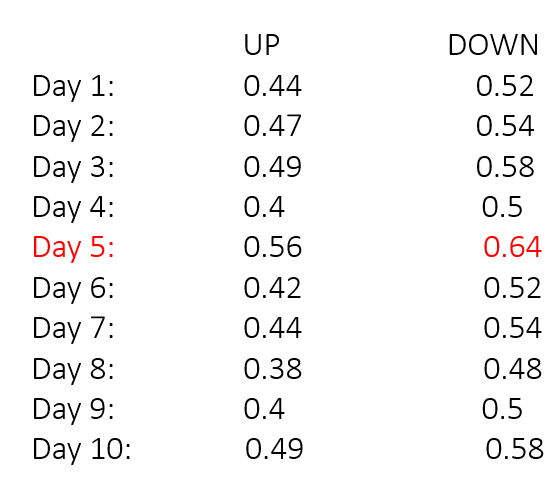 UP DOWN
Day 1: 0.44 0.52
Day 2: 0.47 0.54
Day 3: 0.49 0.58
Day 4: 0.4 0.5
Day 5: 0.56 0.64
Day 6: 0.42 0.52
Day 7: 0.44 0.54
Day 8: 0.38 0.48
Day 9: 0.4 0.5
Day 10: 0.49 0.58